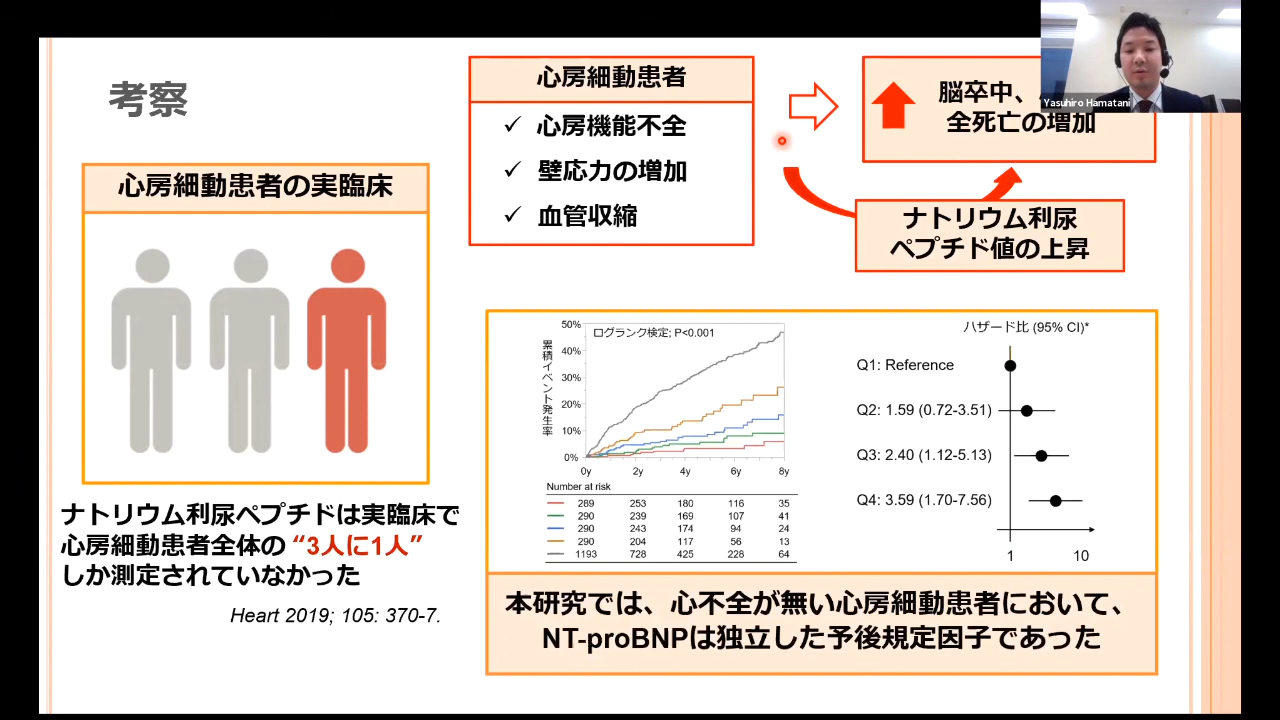 考察
心房細動患者の実臨床
ナトリウム利尿ペプチドは実臨床で
心房細動患者全体の “3人に1人”
しか測定されていなかった
Heart 2019; 105: 370-7.
心房細動患者
✓ 心房機能不全
✓ 壁応力の増加
✓ 血管収縮
脳卒中、
全死亡の増加
Yasuhiro Hamatani
ナトリウム利尿
ペプチド値の上昇
累積イベント発生率
ログランク検定; P<0.001
50%
40%
30%
20%
10%
0%
0y 2y 4y 6y 8y
Number at risk
289 253 180 116 35
290 239 169 107 41
290 243 174 94 24
290 204 117 56 13
1193 728 425 228 64
ハザード比 (95% CI)*
Q1: Reference
Q2: 1.59 (0.72-3.51)
Q3: 2.40 (1.12-5.13)
Q4: 3.59 (1.70-7.56)
1 10
本研究では、心不全が無い心房細動患者において、
NT-proBNPは独立した予後規定因子であった